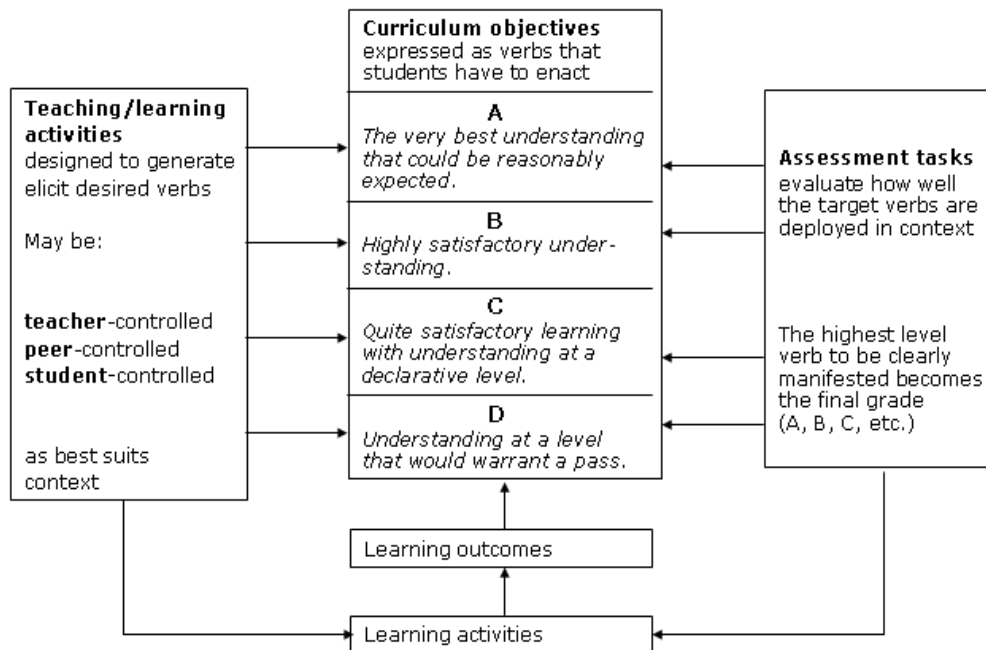 Teaching/learning
activities
designed to generate
elicit desired verbs
May be:
teacher-controlled
peer-controlled
student-controlled
as best suits
context
Curriculum objectives
expressed as verbs that
students have to enact
A
The very best understanding
that could be reasonably
expected.
B
Highly satisfactory under-
standing.
C
Quite satisfactory learning
with understanding at a
declarative level.
D
Understanding at a level
that would warrant a pass.
Assessment tasks
evaluate how well
the target verbs are
deployed in context
The highest level
verb to be clearly
manifested becomes
the final grade
(A, B, C, etc.)
Learning outcomes
Learning activities